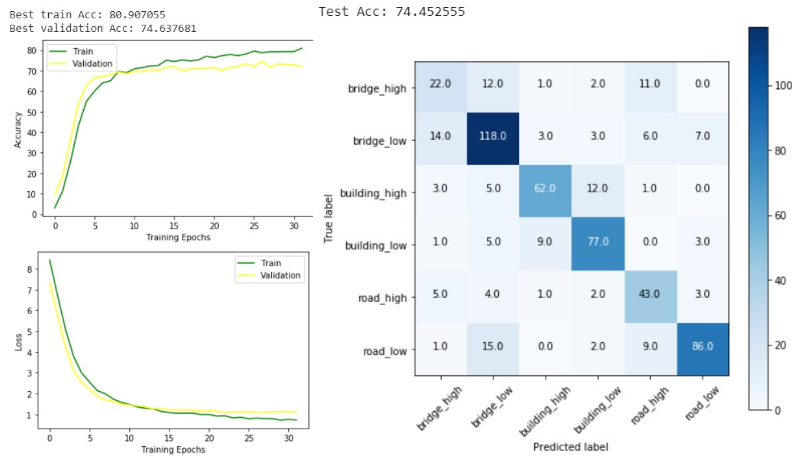 Best train Acc: 80.907055
Best validation Acc: 74.637681
Test Acc: 74.452555
Train
Validation
80
70
60
50
40
30
20
10
0
Accuracy
0 5 10 15 20 25 30
Training Epochs
Train
Validation
8
7
6
5
4
3
2
1
Loss
0 5 10 15 20 25 30
Training Epochs
True label
bridge_high 22.0 12.0 1.0 2.0 11.0 0.0
bridge_low 14.0 118.0 3.0 3.0 6.0 7.0
building_high 3.0 5.0 62.0 12.0 1.0 0.0
building_low 1.0 5.0 9.0 77.0 0.0 3.0
road_high 5.0 4.0 1.0 2.0 43.0 3.0
road_low 1.0 15.0 0.0 2.0 9.0 86.0
bridge_high bridge_low building_high building_low road_high road_low
Predicted label
100
80
60
40
20
0